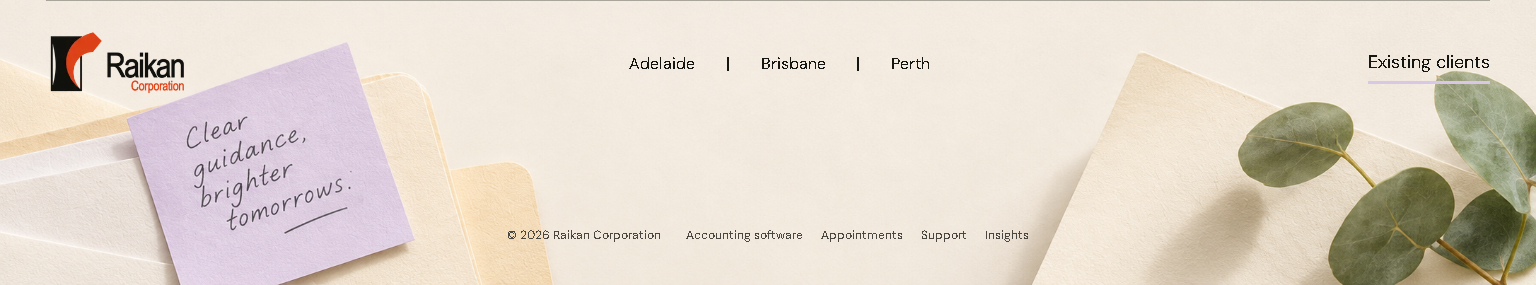 Raikan
Corporation
Adelaide | Brisbane | Perth
Existing clients
Clear
guidance,
brighter
tomorrows.
© 2026 Raikan Corporation Accounting software Appointments Support Insights